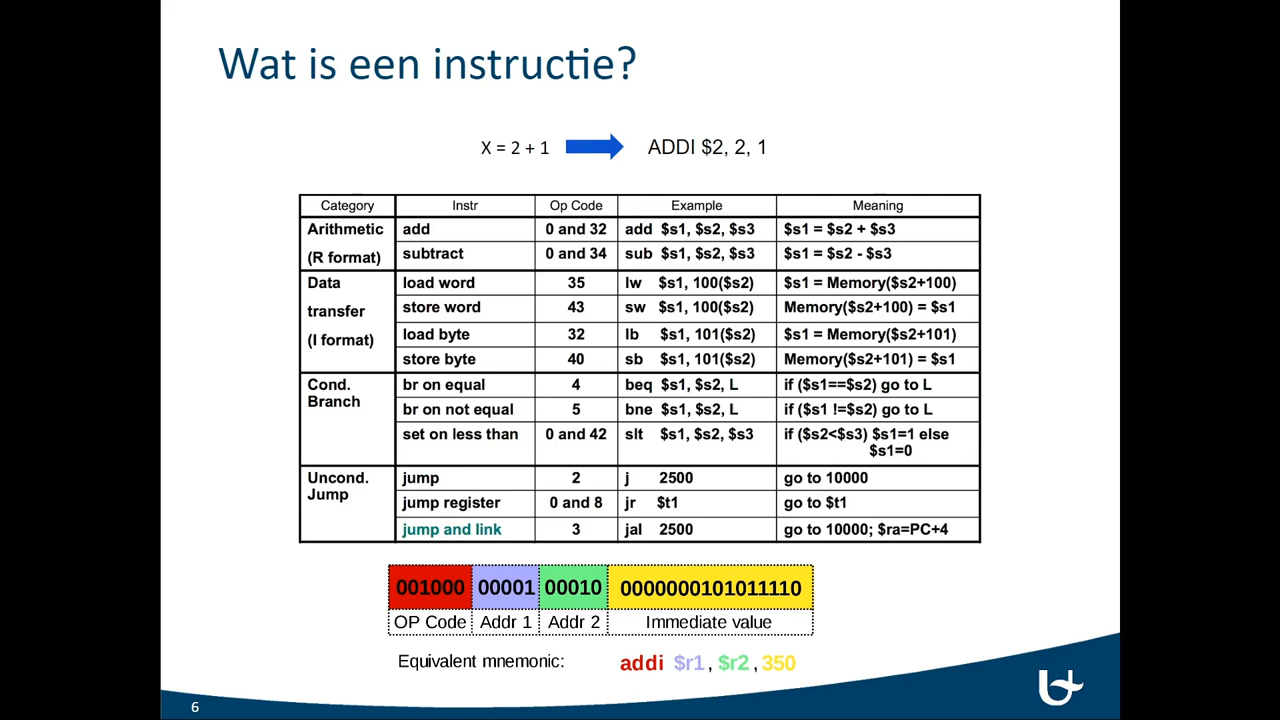 Wat is een instructie?
X = 2 + 1 ADDI $2, 2, 1
Category Instr Op Code Example Meaning
Arithmetic add 0 and 32 add $s1, $s2, $s3 $s1 = $s2 + $s3
(R format) subtract 0 and 34 sub $s1, $s2, $s3 $s1 = $s2 - $s3
Data load word 35 lw $s1, 100($s2) $s1 = Memory($s2+100)
transfer store word 43 sw $s1, 100($s2) Memory($s2+100) = $s1
(I format) load byte 32 lb $s1, 101($s2) $s1 = Memory($s2+101)
store byte 40 sb $s1, 101($s2) Memory($s2+101) = $s1
Cond. br on equal 4 beq $s1, $s2, L if ($s1==$s2) go to L
Branch br on not equal 5 bne $s1, $s2, L if ($s1 !=$s2) go to L
set on less than 0 and 42 slt $s1, $s2, $s3 if ($s2<$s3) $s1=1 else
$s1=0
Uncond. jump 2 j 2500 go to 10000
Jump jump register 0 and 8 jr $t1 go to $t1
jump and link 3 jal 2500 go to 10000; $ra=PC+4
001000 00001 00010 0000000101011110
OP Code Addr 1 Addr 2 Immediate value
Equivalent mnemonic: addi $r1 , $r2 , 350
6